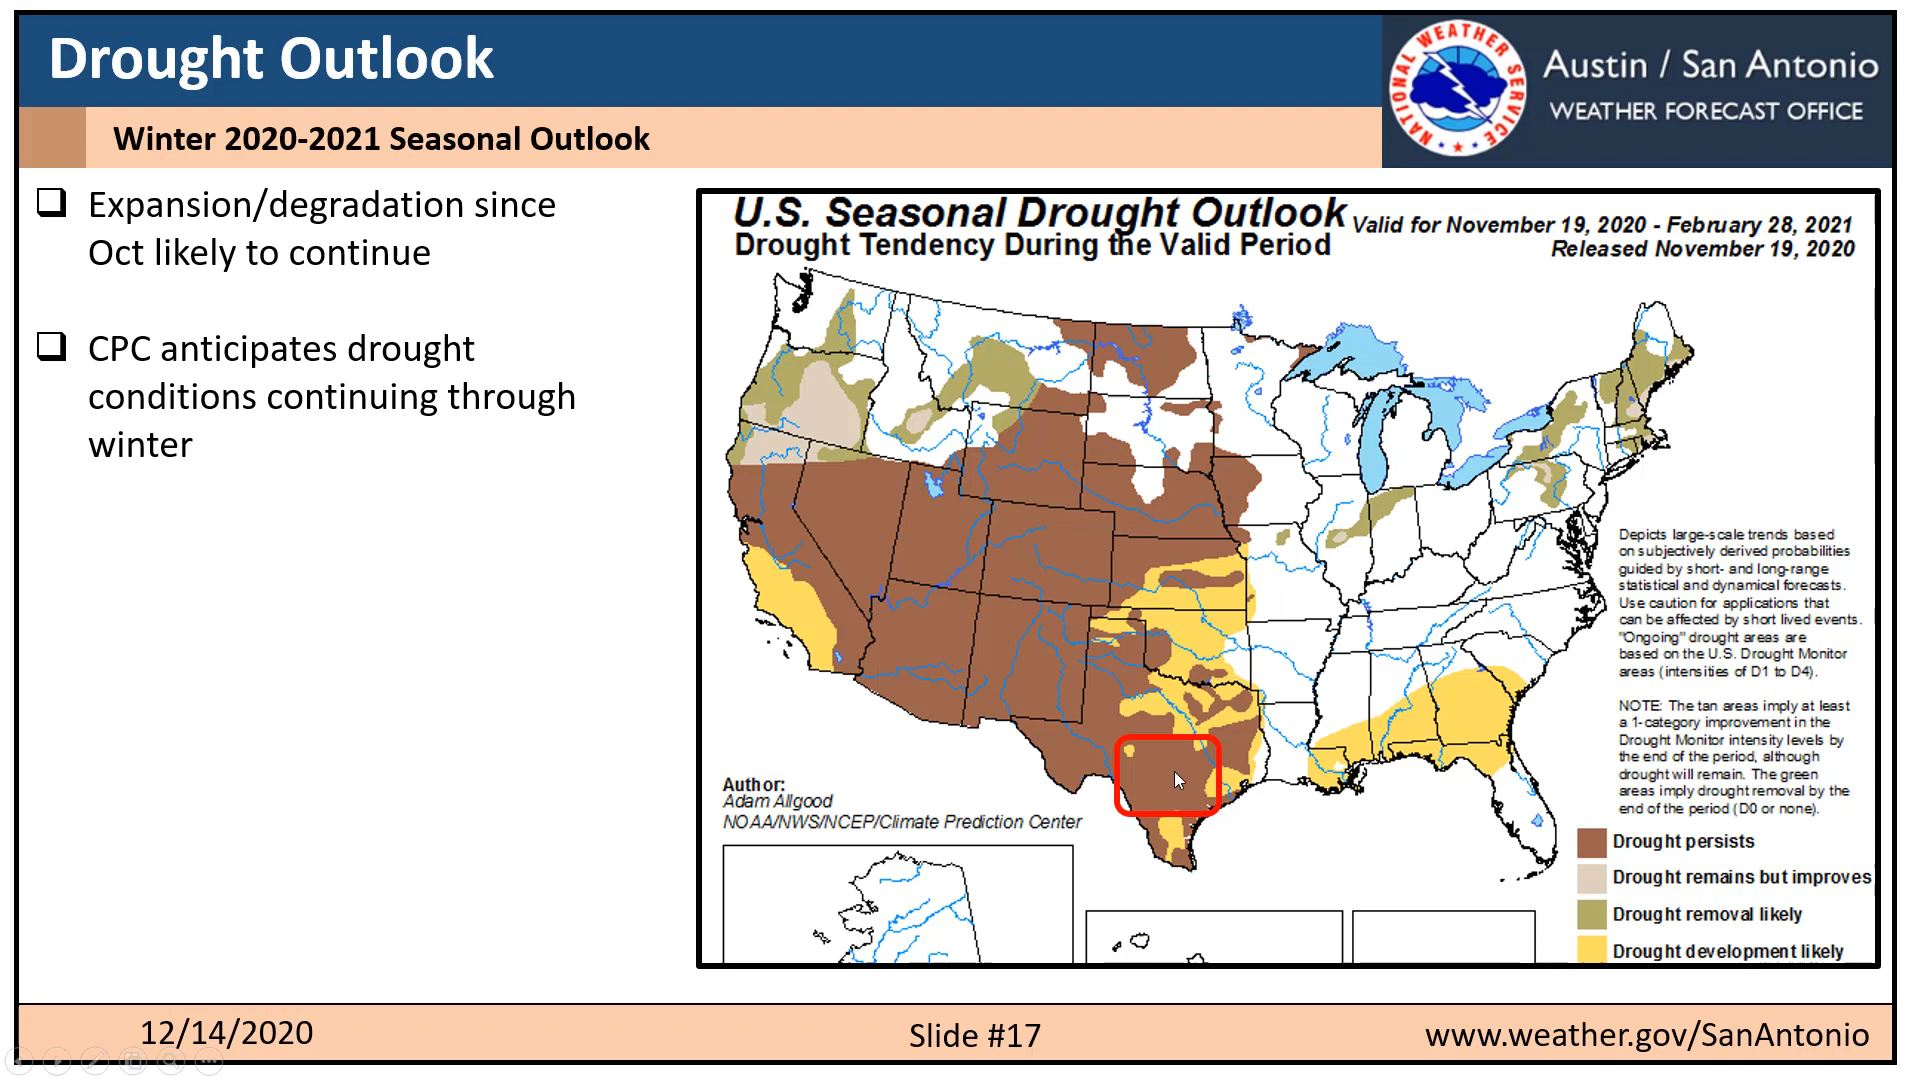 Drought Outlook
NATIONAL WEATHER SERVICE
Austin / San Antonio
WEATHER FORECAST OFFICE
Winter 2020-2021 Seasonal Outlook
Expansion/degradation since
Oct likely to continue
CPC anticipates drought
conditions continuing through
winter
U.S. Seasonal Drought Outlook
Drought Tendency During the Valid Period
Valid for November 19, 2020 - February 28, 2021
Released November 19, 2020
Depicts large-scale trends based
on subjectively derived probabilities
guided by short- and long-range
statistical and dynamical forecasts.
Use caution for applications that
can be affected by short lived events.
"Ongoing" drought areas are
based on the U.S. Drought Monitor
areas (intensities of D1 to D4).
NOTE: The tan areas imply at least
a 1-category improvement in the
Drought Monitor intensity levels by
the end of the period, although
drought will remain. The green
areas imply drought removal by the
end of the period (D0 or none).
Author:
Adam Allgood
NOAA/NWS/NCEP/Climate Prediction Center
Drought persists
Drought remains but improves
Drought removal likely
Drought development likely
12/14/2020
Slide #17
www.weather.gov/SanAntonio